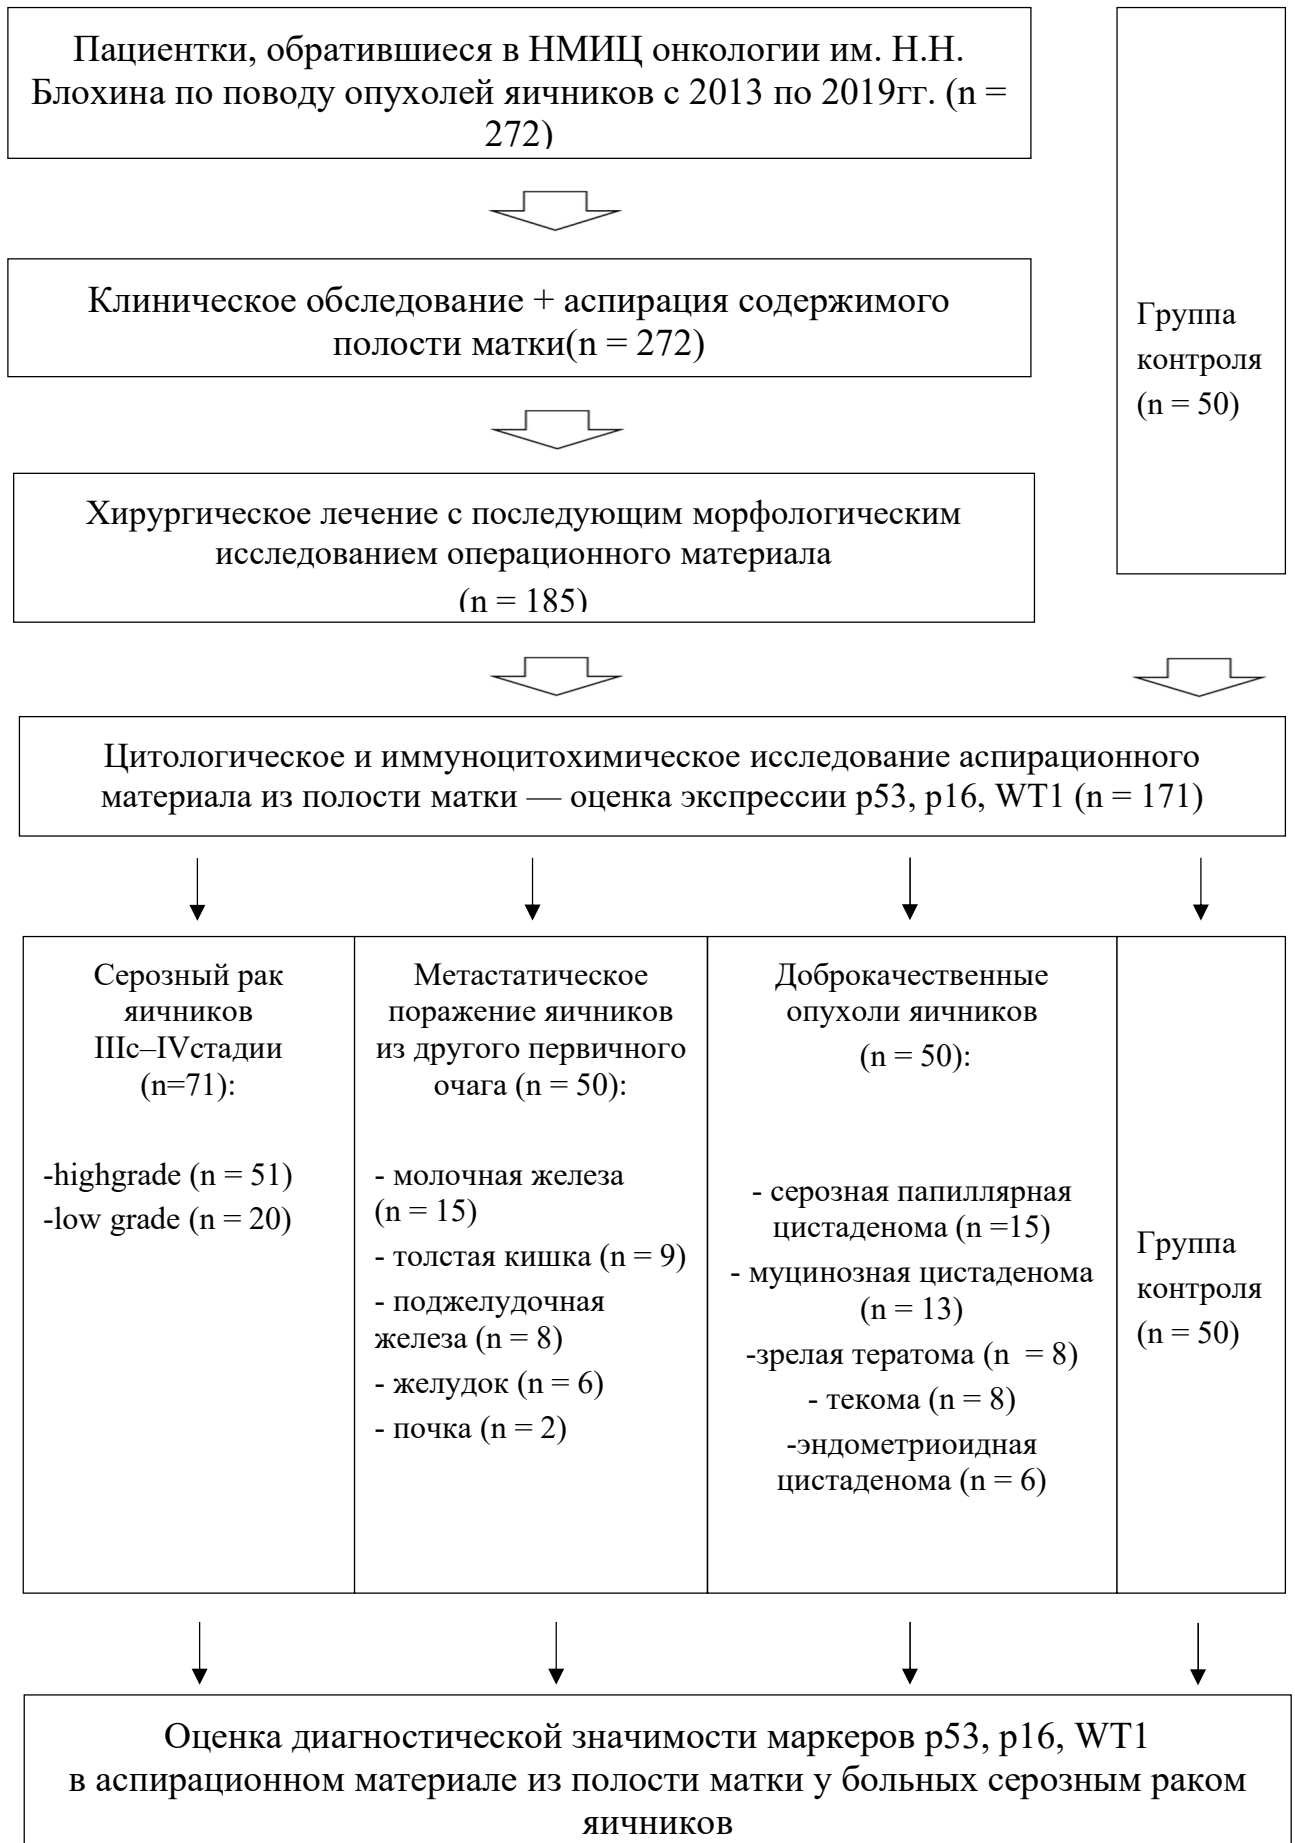 Пациентки, обратившиеся в НМИЦ онкологии им. Н.Н.
Блохина по поводу опухолей яичников с 2013 по 2019гг. (n =
272)
Клиническое обследование + аспирация содержимого
полости матки(n = 272)
Группа
контроля
(n = 50)
Хирургическое лечение с последующим морфологическим
исследованием операционного материала
(n = 185)
Цитологическое и иммуноцитохимическое исследование аспирационного
материала из полости матки — оценка экспрессии p53, p16, WT1 (n = 171)
Серозный рак
яичников
IIIc–IVстадии
(n=71):
-highgrade (n = 51)
-low grade (n = 20)
Метастатическое
поражение яичников
из другого первичного
очага (n = 50):
- молочная железа
(n = 15)
- толстая кишка (n = 9)
- поджелудочная
железа (n = 8)
- желудок (n = 6)
- почка (n = 2)
Доброкачественные
опухоли яичников
(n = 50):
- серозная папиллярная
цистаденома (n =15)
- муцинозная цистаденома
(n = 13)
-зрелая тератома (n  = 8)
- текома (n = 8)
-эндометриоидная
цистаденома (n = 6)
Группа
контроля
(n = 50)
Оценка диагностической значимости маркеров p53, p16, WT1
в аспирационном материале из полости матки у больных серозным раком
яичников